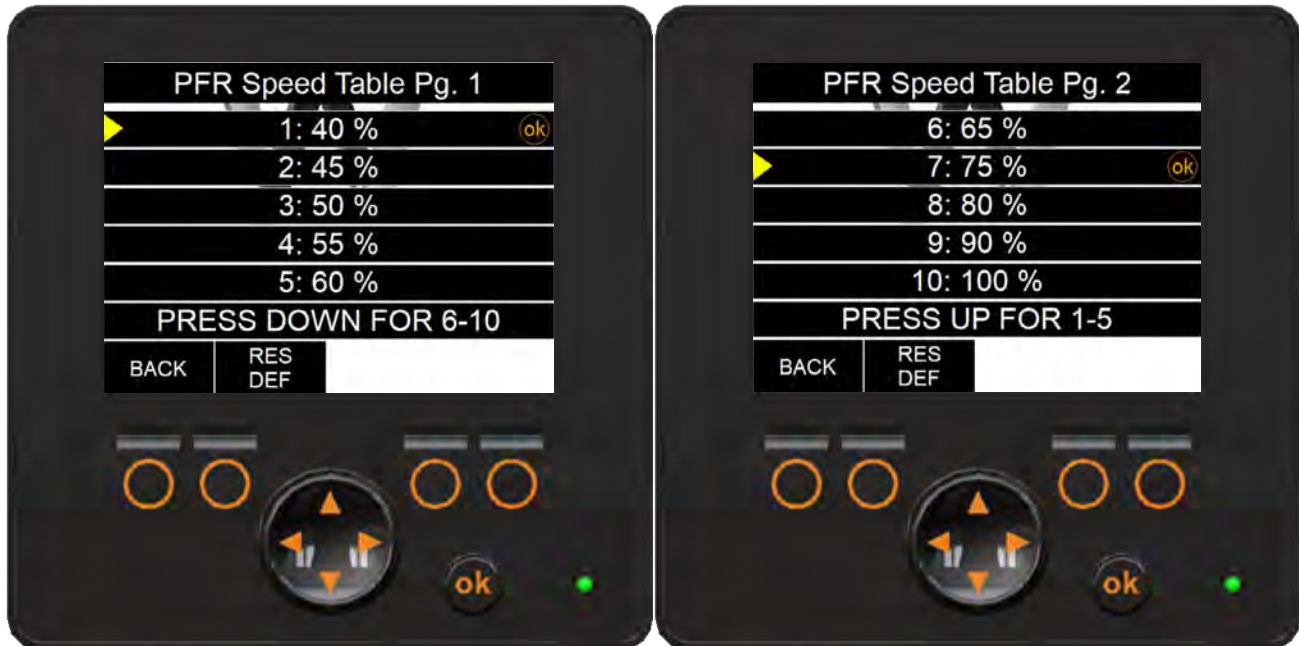 PFR Speed Table Pg. 1
1: 40 % ok
2: 45 %
3: 50 %
4: 55 %
5: 60 %
PRESS DOWN FOR 6-10
BACK RES DEF
ok
PFR Speed Table Pg. 2
6: 65 %
7: 75 % ok
8: 80 %
9: 90 %
10: 100 %
PRESS UP FOR 1-5
BACK RES DEF
ok